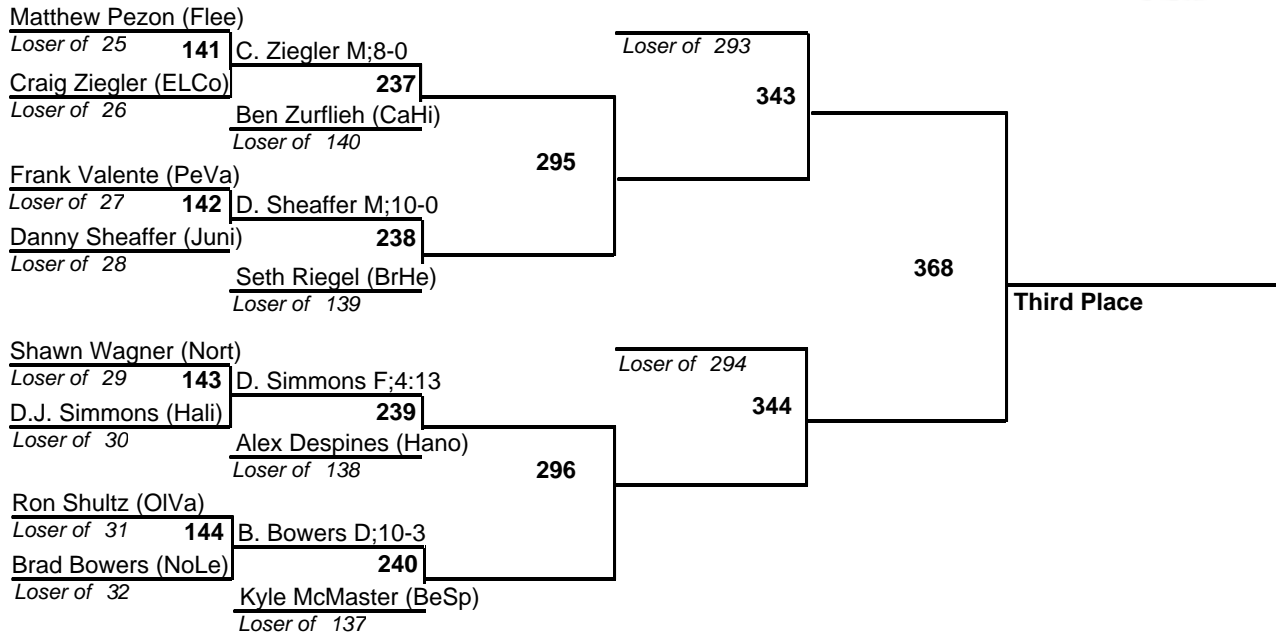 Matthew Pezon (Flee)
Loser of 25 141 C. Ziegler M;8-0 Loser of 293
Craig Ziegler (ELCo) 237 343
Loser of 26 Ben Zurflieh (CaHi)
Loser of 140
295
Frank Valente (PeVa)
Loser of 27 142 D. Sheaffer M;10-0
Danny Sheaffer (Juni) 238
Loser of 28 368
Seth Riegel (BrHe)
Loser of 139
Third Place
Shawn Wagner (Nort)
Loser of 29 143 D. Simmons F;4:13 Loser of 294
D.J. Simmons (Hali) 239 344
Loser of 30 Alex Despines (Hano)
Loser of 138 296
Ron Shultz (OlVa)
Loser of 31 144 B. Bowers D;10-3
Brad Bowers (NoLe) 240
Loser of 32 Kyle McMaster (BeSp)
Loser of 137